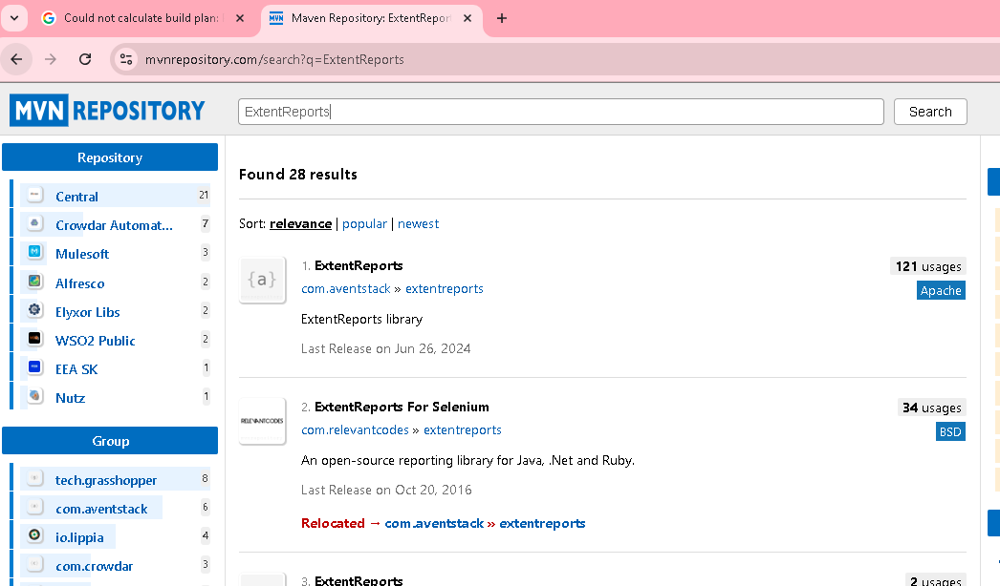 Could not calculate build plan:
Maven Repository: ExtentRepor
mvnrepository.com/search?q=ExtentReports
MVN REPOSITORY
ExtentReports
Search
Repository
Central 21
Crowdar Automat... 7
Mulesoft 3
Alfresco 2
Elyxor Libs 2
WSO2 Public 2
EEA SK 1
Nutz 1
Group
tech.grasshopper 8
com.aventstack 6
io.lippia 4
com.crowdar 3
Found 28 results
Sort: relevance | popular | newest
{a}
1. ExtentReports
121 usages
com.aventstack » extentreports
Apache
ExtentReports library
Last Release on Jun 26, 2024
RELEVANTCODES
2. ExtentReports For Selenium
34 usages
com.relevantcodes » extentreports
BSD
An open-source reporting library for Java, .Net and Ruby.
Last Release on Oct 20, 2016
Relocated → com.aventstack » extentreports
3. ExtentReports
2 usages